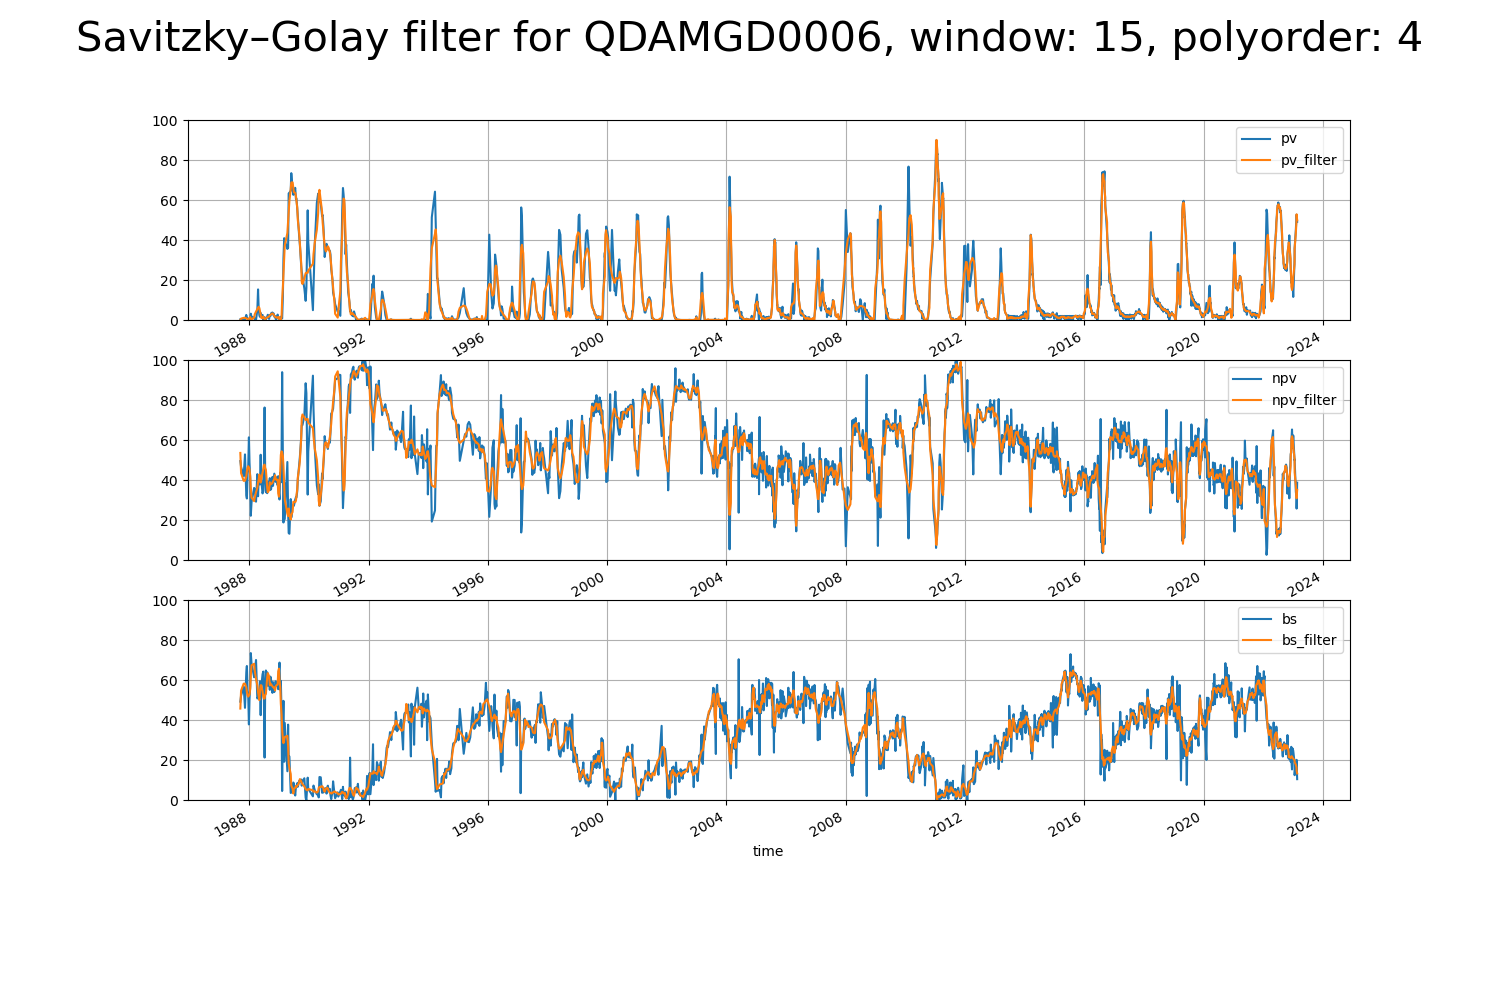 Savitzky–Golay filter for QDAMGD0006, window: 15, polyorder: 4
100
80
60
40
20
0
pv
pv_filter
1988 1992 1996 2000 2004 2008 2012 2016 2020 2024
100
80
60
40
20
0
npv
npv_filter
1988 1992 1996 2000 2004 2008 2012 2016 2020 2024
100
80
60
40
20
0
bs
bs_filter
1988 1992 1996 2000 2004 2008 2012 2016 2020 2024
time